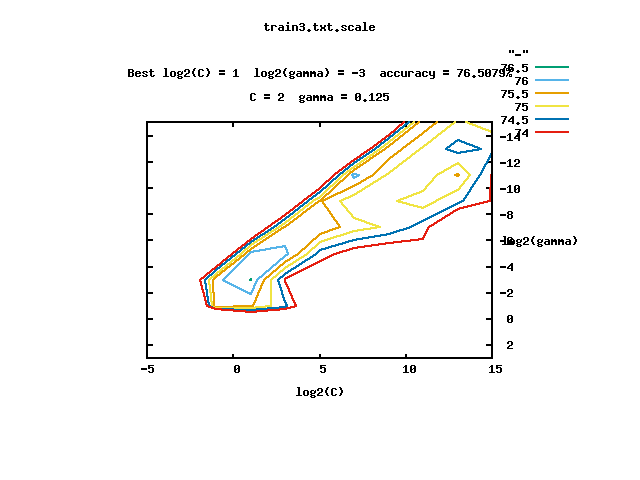 train3.txt.scale
"-"
Best log2(C) = 1 log2(gamma) = -3 accuracy = 76.5079%
76.5
76
C = 2 gamma = 0.125
75.5
75
74.5
74
-14
-12
-10
-8
-6
log2(gamma)
-4
-2
0
2
-5 0 5 10 15
log2(C)